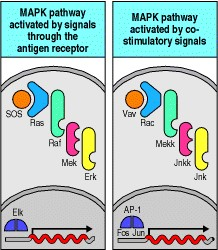 MAPK pathway
activated by signals
through the
antigen receptor
SOS
Ras
Raf
Mek
Erk
Elk
MAPK pathway
activated by co-
stimulatory signals
Vav
Rac
Mekk
Jnkk
Jnk
AP-1
Fos Jun